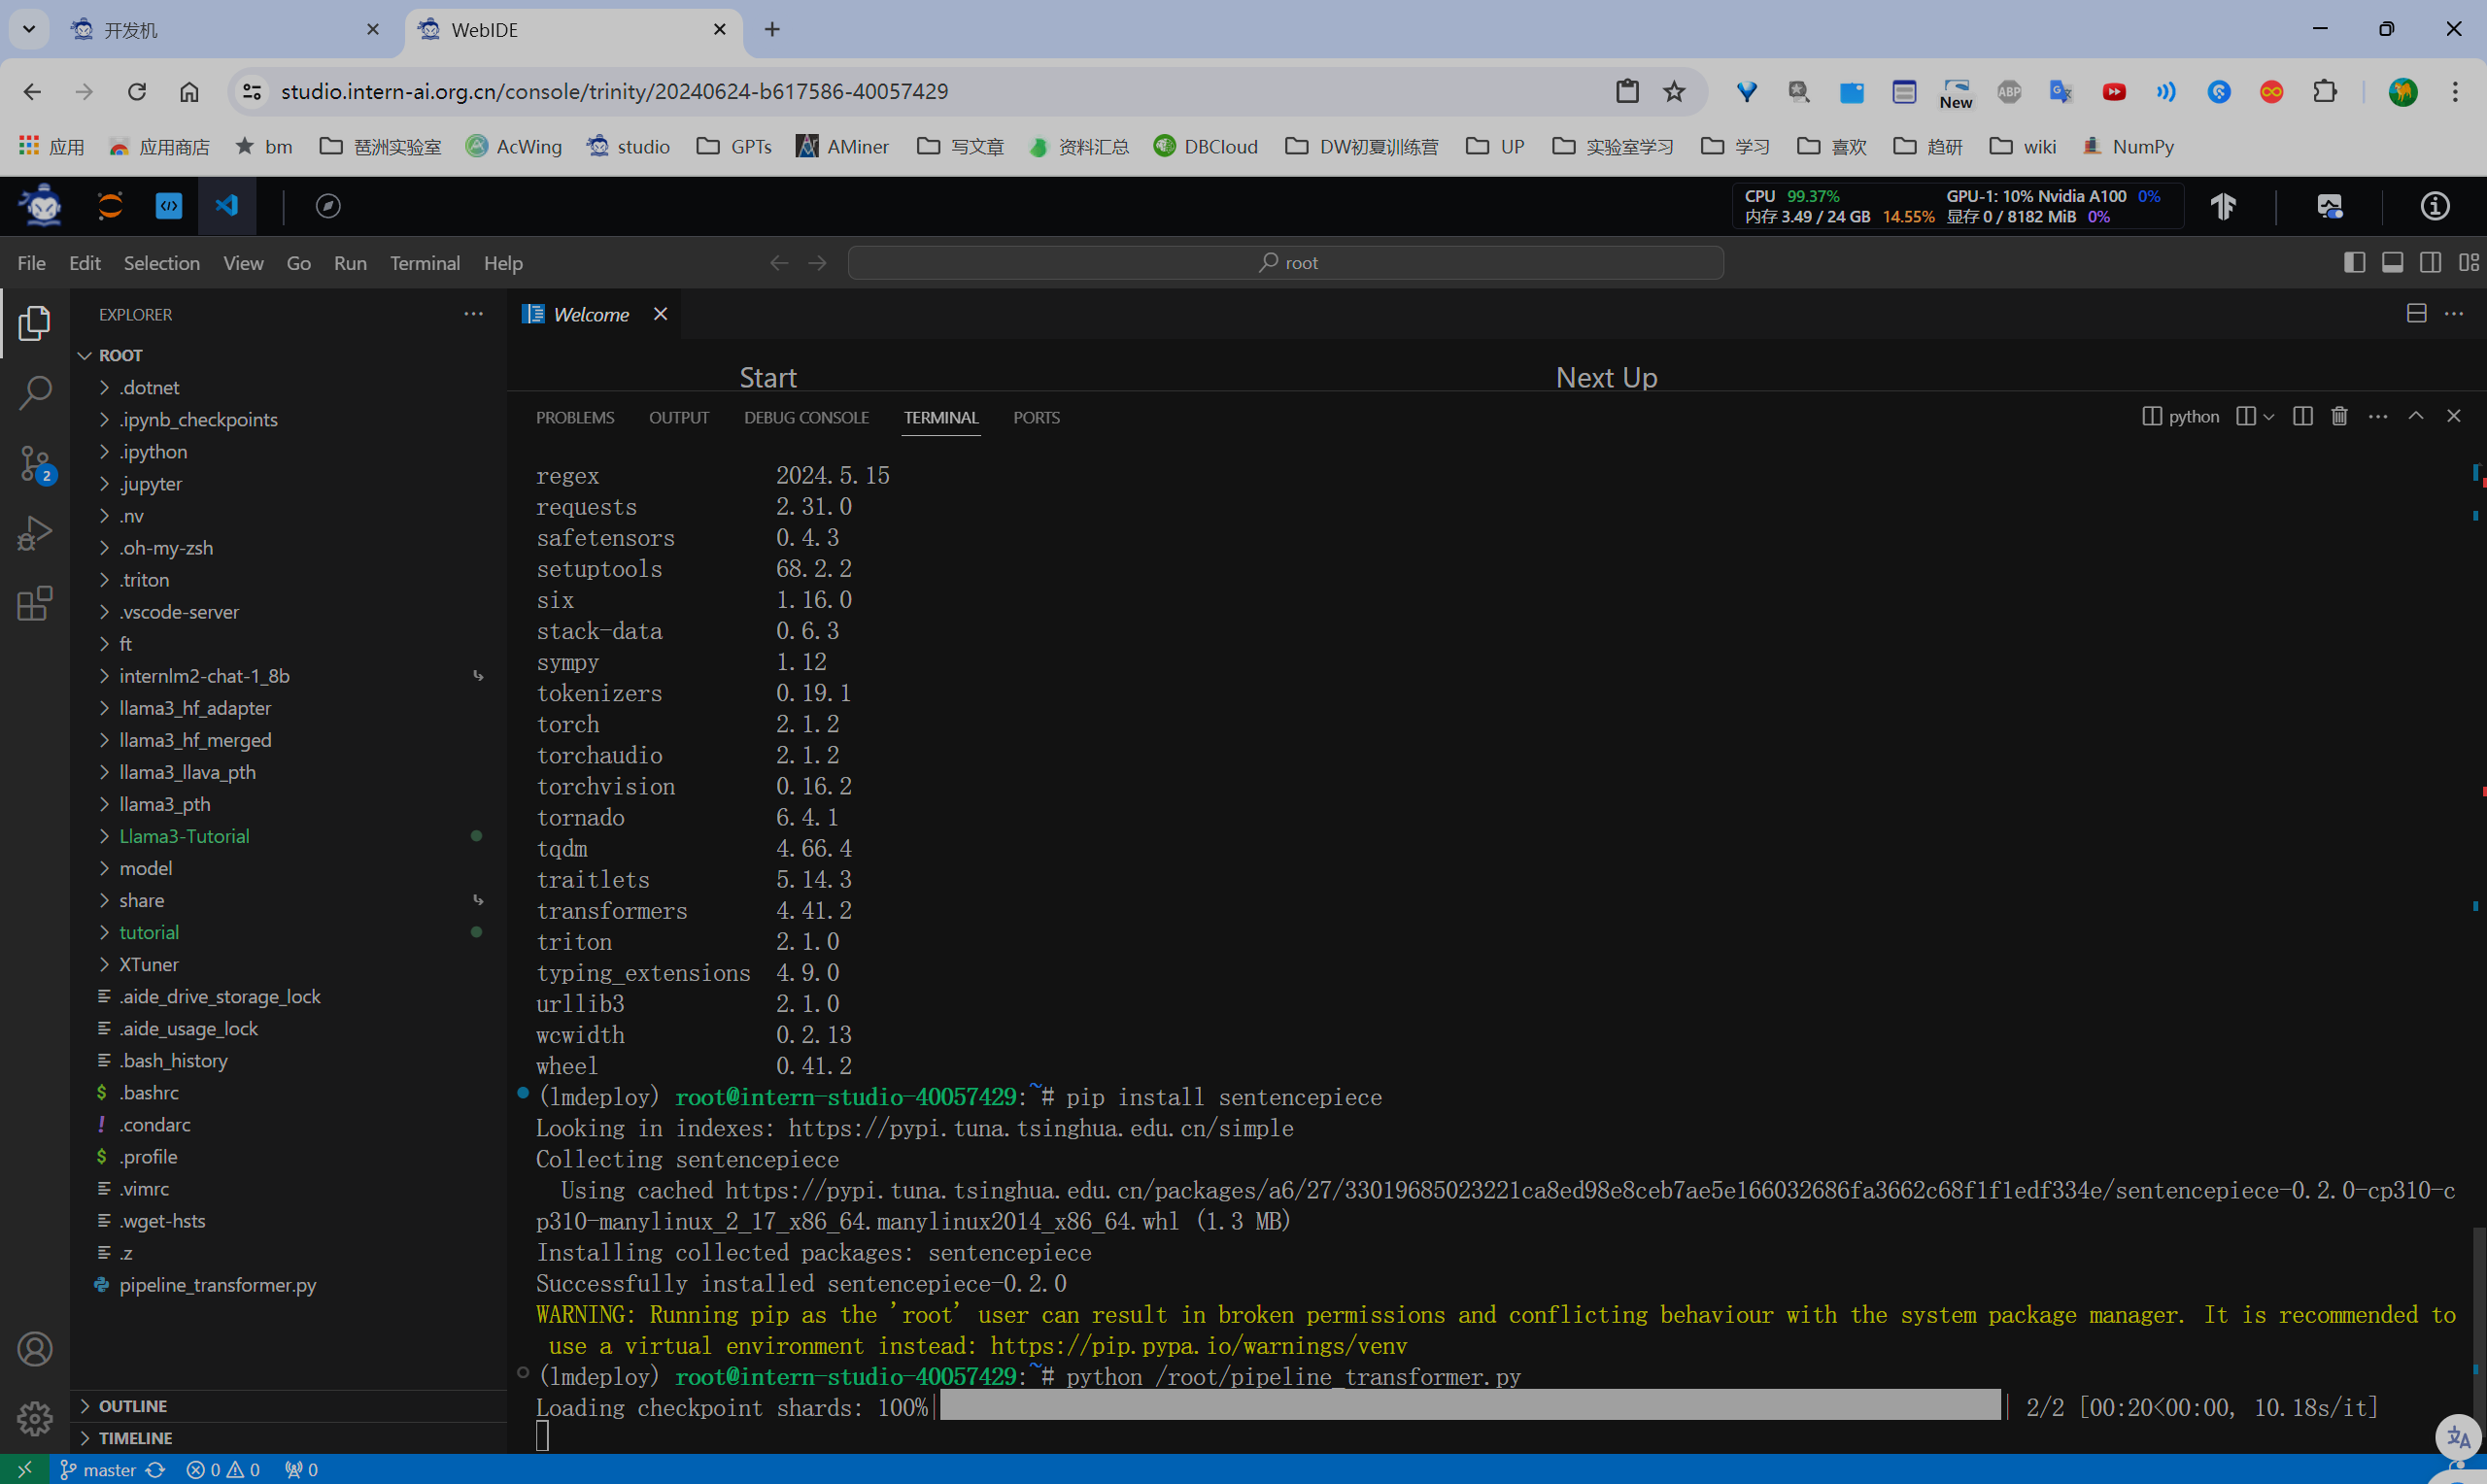 开发机
WebIDE
studio.intern-ai.org.cn/console/trinity/20240624-b617586-40057429
New
ABP
应用
应用商店
bm
琶洲实验室
AcWing
studio
GPTs
AMiner
写文章
资料汇总
DBCloud
DW初夏训练营
UP
实验室学习
学习
喜欢
趋研
wiki
NumPy
CPU 99.37%
GPU-1: 10% Nvidia A100 0%
内存 3.49 / 24 GB 14.55% 显存 0 / 8182 MiB 0%
File Edit Selection View Go Run Terminal Help
root
EXPLORER
Welcome
ROOT
.dotnet
.ipynb_checkpoints
.ipython
.jupyter
.nv
.oh-my-zsh
.triton
.vscode-server
ft
internlm2-chat-1_8b
llama3_hf_adapter
llama3_hf_merged
llama3_llava_pth
llama3_pth
Llama3-Tutorial
model
share
tutorial
XTuner
.aide_drive_storage_lock
.aide_usage_lock
.bash_history
$ .bashrc
! .condarc
$ .profile
.vimrc
.wget-hsts
.z
pipeline_transformer.py
OUTLINE
TIMELINE
2
Start
Next Up
PROBLEMS OUTPUT DEBUG CONSOLE TERMINAL PORTS
python
regex 2024.5.15
requests 2.31.0
safetensors 0.4.3
setuptools 68.2.2
six 1.16.0
stack-data 0.6.3
sympy 1.12
tokenizers 0.19.1
torch 2.1.2
torchaudio 2.1.2
torchvision 0.16.2
tornado 6.4.1
tqdm 4.66.4
traitlets 5.14.3
transformers 4.41.2
triton 2.1.0
typing_extensions 4.9.0
urllib3 2.1.0
wcwidth 0.2.13
wheel 0.41.2
(lmdeploy) root@intern-studio-40057429:~# pip install sentencepiece
Looking in indexes: https://pypi.tuna.tsinghua.edu.cn/simple
Collecting sentencepiece
Using cached https://pypi.tuna.tsinghua.edu.cn/packages/a6/27/33019685023221ca8ed98e8ceb7ae5e166032686fa3662c68f1f1edf334e/sentencepiece-0.2.0-cp310-c
p310-manylinux_2_17_x86_64.manylinux2014_x86_64.whl (1.3 MB)
Installing collected packages: sentencepiece
Successfully installed sentencepiece-0.2.0
WARNING: Running pip as the 'root' user can result in broken permissions and conflicting behaviour with the system package manager. It is recommended to
use a virtual environment instead: https://pip.pypa.io/warnings/venv
(lmdeploy) root@intern-studio-40057429:~# python /root/pipeline_transformer.py
Loading checkpoint shards: 100%| | 2/2 [00:20<00:00, 10.18s/it]
master 0 0 0